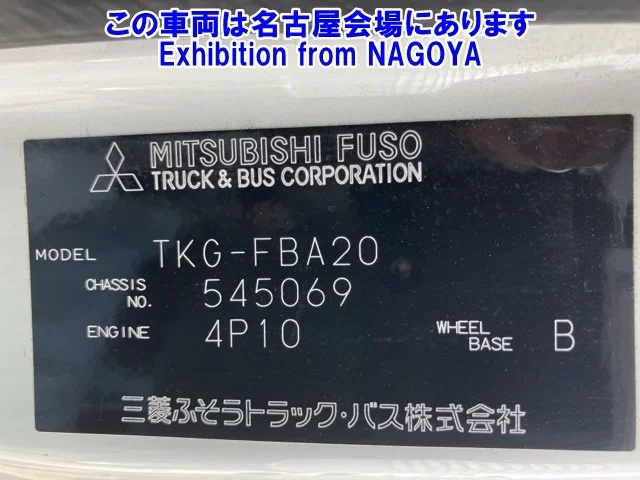 この車両は名古屋会場にあります
Exhibition from NAGOYA
MITSUBISHI FUSO
TRUCK & BUS CORPORATION
MODEL TKG-FBA20
CHASSIS NO. 545069
ENGINE 4P10 WHEEL BASE B
三菱ふそうトラック・バス株式会社